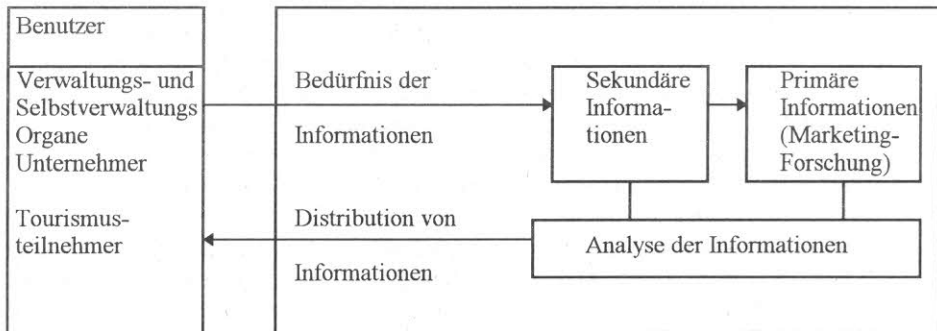 Benutzer
Verwaltungs- und
Selbstverwaltungs
Organe
Unternehmer
Tourismus-
teilnehmer
Bedürfnis der
Informationen
Distribution von
Informationen
Sekundäre
Informa-
tionen
Primäre
Informationen
(Marketing-
Forschung)
Analyse der Informationen